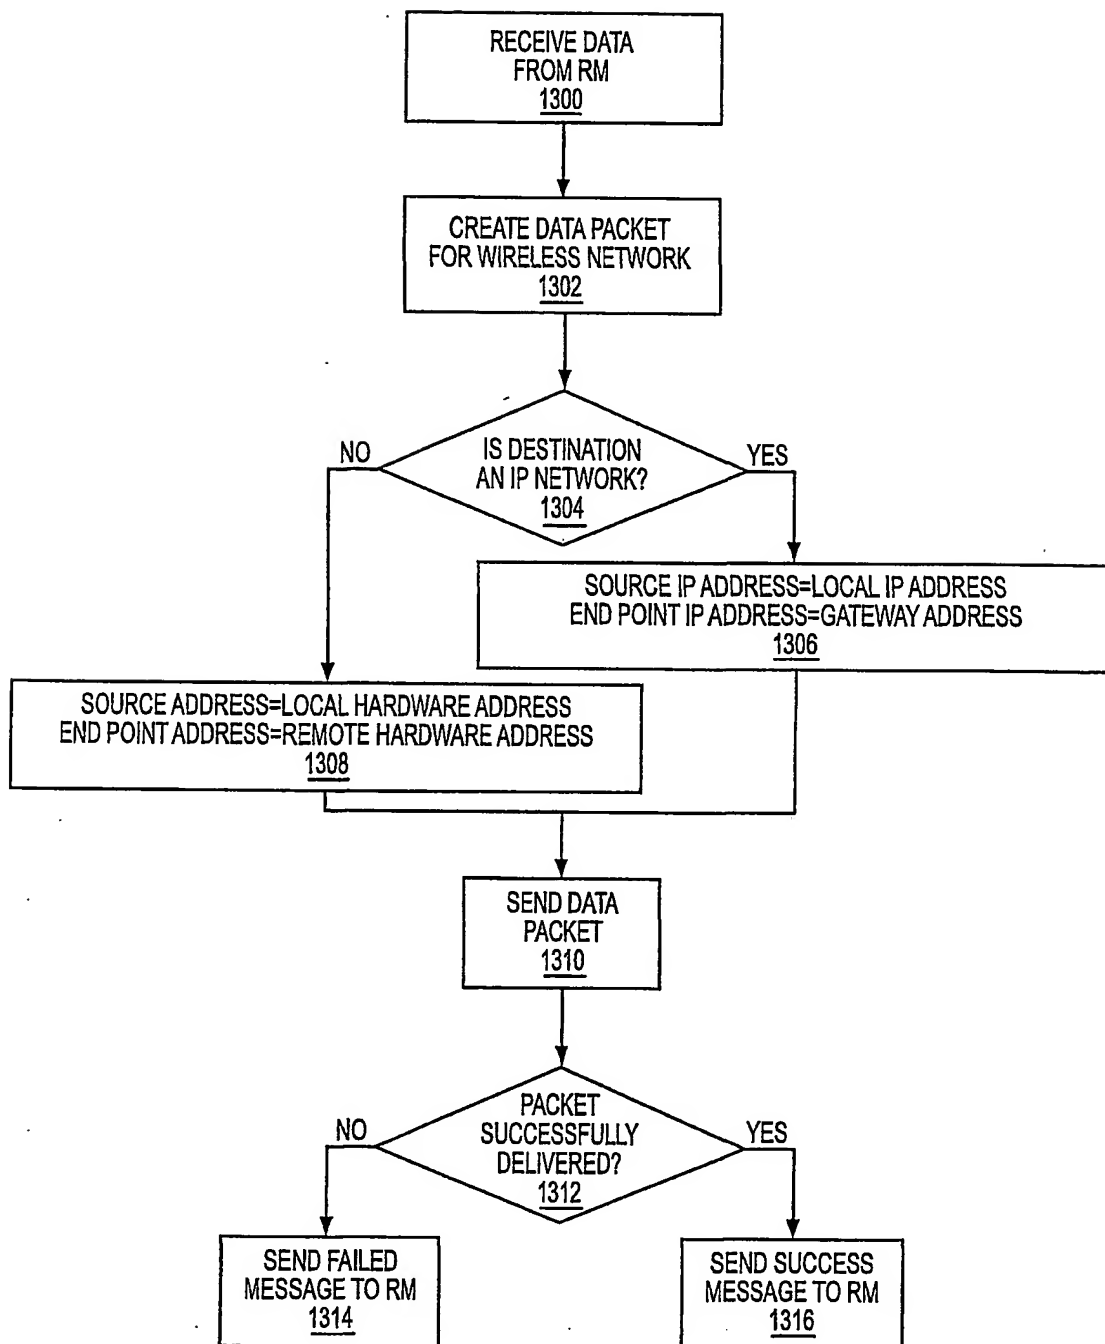 RECEIVE DATA
FROM RM
1300
CREATE DATA PACKET
FOR WIRELESS NETWORK
1302
IS DESTINATION
AN IP NETWORK?
1304
NO
YES
SOURCE IP ADDRESS=LOCAL IP ADDRESS
END POINT IP ADDRESS=GATEWAY ADDRESS
1306
SOURCE ADDRESS=LOCAL HARDWARE ADDRESS
END POINT ADDRESS=REMOTE HARDWARE ADDRESS
1308
SEND DATA
PACKET
1310
PACKET
SUCCESSFULLY
DELIVERED?
1312
NO
YES
SEND FAILED
MESSAGE TO RM
1314
SEND SUCCESS
MESSAGE TO RM
1316